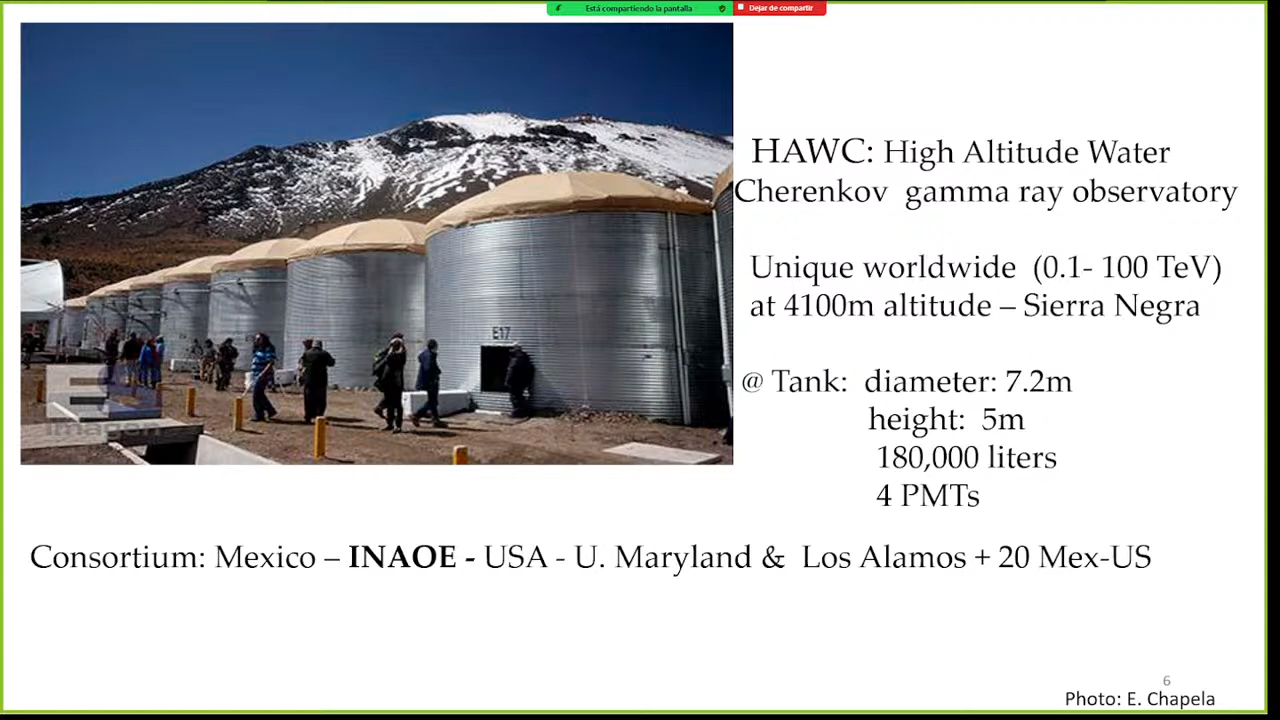 Está compartiendo la pantalla
Dejar de compartir
HAWC: High Altitude Water
Cherenkov gamma ray observatory
Unique worldwide (0.1- 100 TeV)
at 4100m altitude – Sierra Negra
@ Tank: diameter: 7.2m
height: 5m
180,000 liters
4 PMTs
E17
imagen
Consortium: Mexico – INAOE - USA - U. Maryland & Los Alamos + 20 Mex-US
6
Photo: E. Chapela